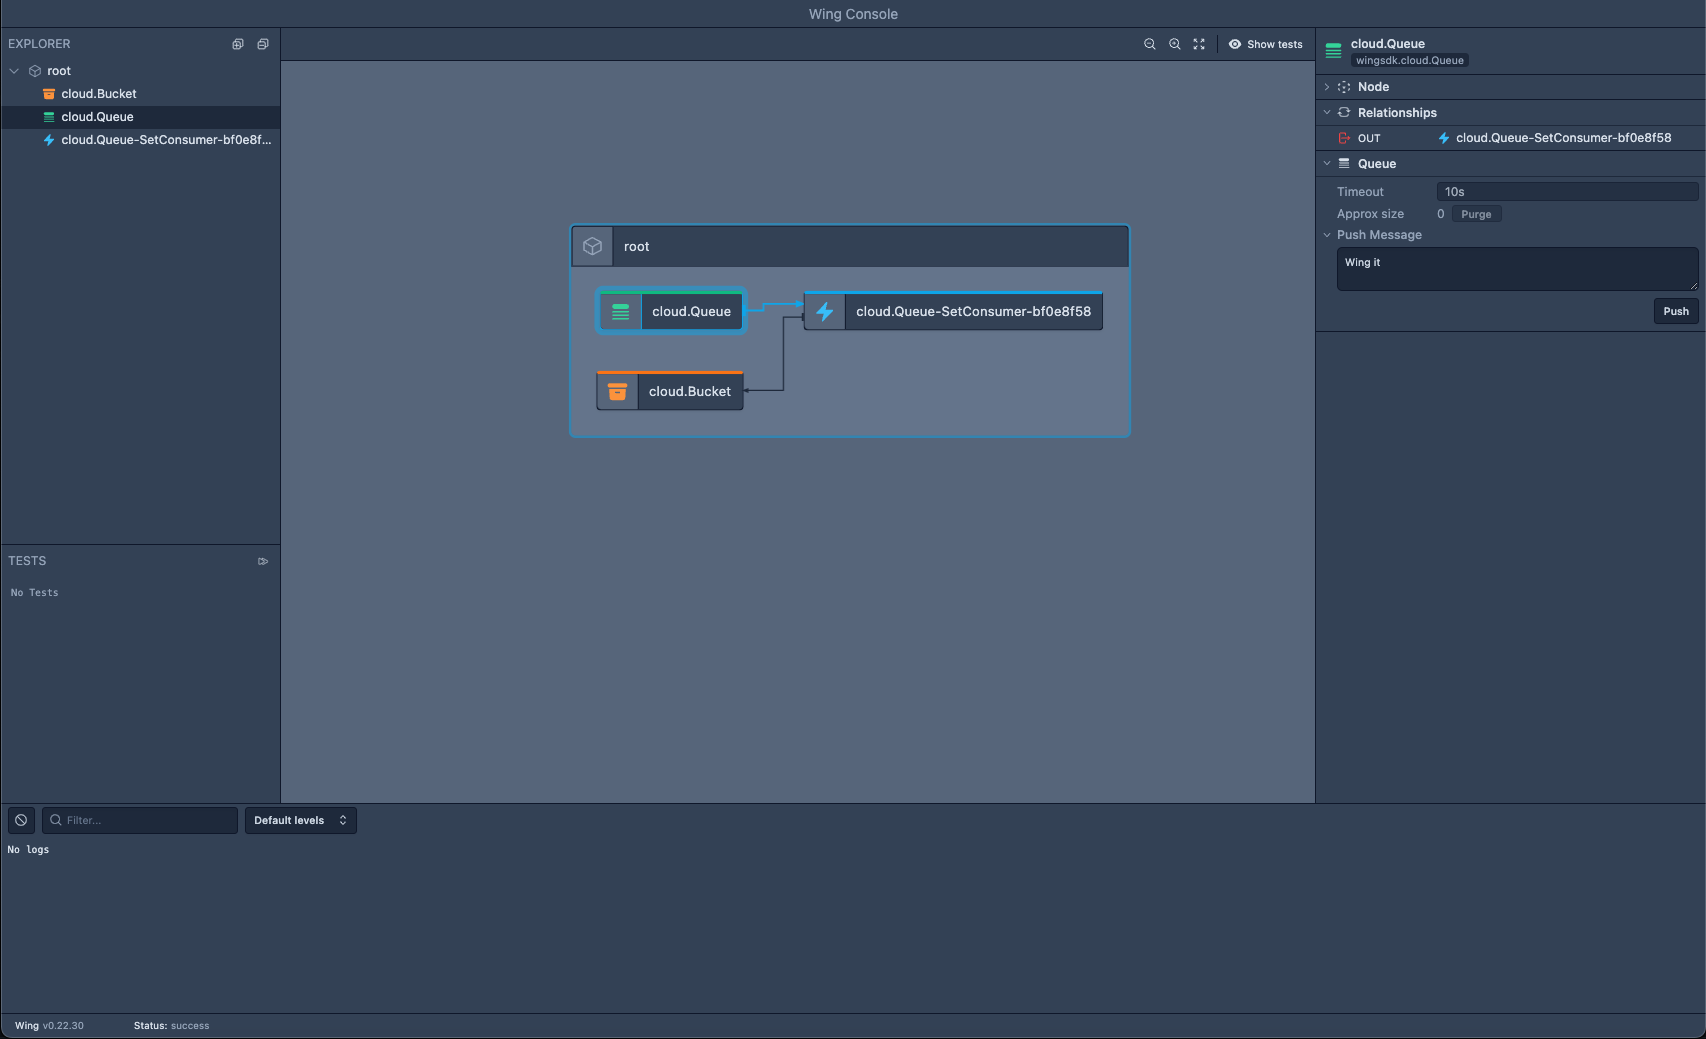 Wing Console
EXPLORER
root
cloud.Bucket
cloud.Queue
cloud.Queue-SetConsumer-bf0e8f...
TESTS
No Tests
Show tests
root
cloud.Queue
cloud.Queue-SetConsumer-bf0e8f58
cloud.Bucket
cloud.Queue
wingsdk.cloud.Queue
Node
Relationships
OUT cloud.Queue-SetConsumer-bf0e8f58
Queue
Timeout 10s
Approx size 0 Purge
Push Message
Wing it
Push
Filter... Default levels
No logs
Wing v0.22.30 Status: success